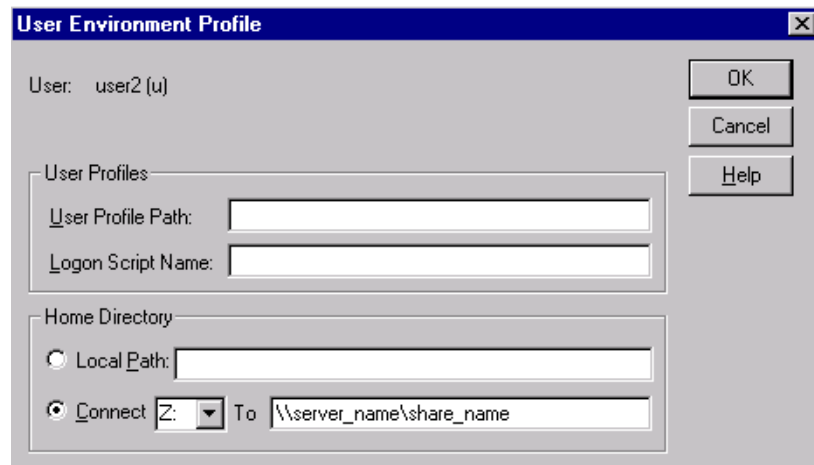 User Environment Profile
User: user2 (u)
OK
Cancel
Help
User Profiles
User Profile Path:
Logon Script Name:
Home Directory
Local Path:
Connect Z: To \\server_name\share_name